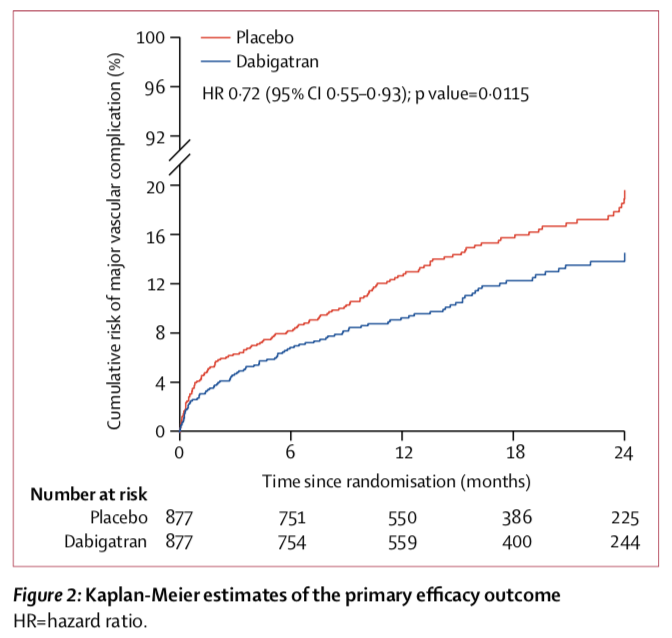 100
96
92
20
16
12
8
4
0
Cumulative risk of major vascular complication (%)
Placebo
Dabigatran
HR 0·72 (95% CI 0·55–0·93); p value=0·0115
0 6 12 18 24
Time since randomisation (months)
Number at risk
Placebo 877 751 550 386 225
Dabigatran 877 754 559 400 244
Figure 2: Kaplan-Meier estimates of the primary efficacy outcome
HR=hazard ratio.